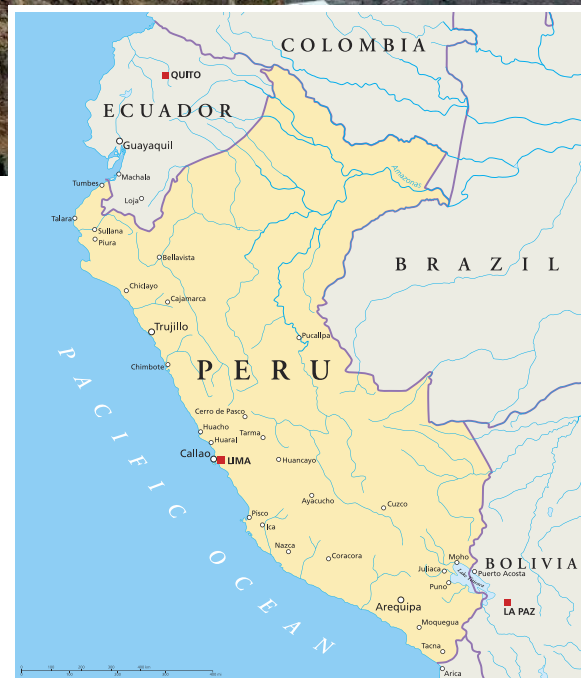 COLOMBIA
QUITO
ECUADOR
Guayaquil
Machala
Tumbes
Loja
Amazonas
Talara
Sullana
Piura
Bellavista
BRAZIL
Chiclayo
Cajamarca
Trujillo
Pucallpa
Chimbote
PERU
PACIFIC OCEAN
Cerro de Pasco
Huacho
Tarma
Huaral
Callao
LIMA
Huancayo
Ayacucho
Cuzco
Pisco
Ica
Nazca
Coracora
Moho
BOLIVIA
Juliaca
Puerto Acosta
Puno
Arequipa
LA PAZ
Moquegua
Tacna
Arica